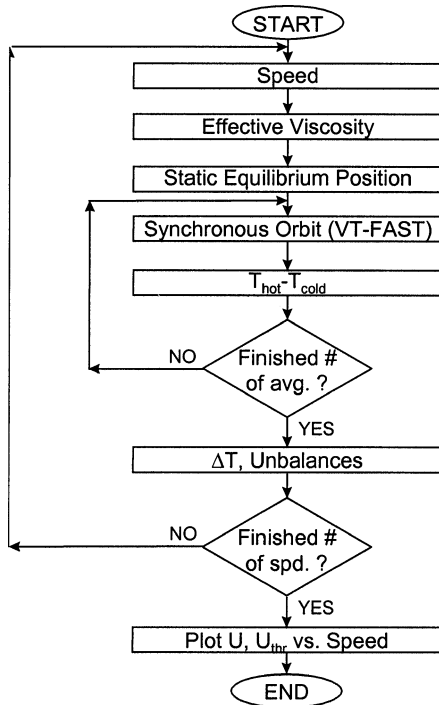 START
Speed
Effective Viscosity
Static Equilibrium Position
Synchronous Orbit (VT-FAST)
T_hot-T_cold
NO
Finished #
of avg. ?
YES
ΔT, Unbalances
NO
Finished #
of spd. ?
YES
Plot U, U_thr vs. Speed
END